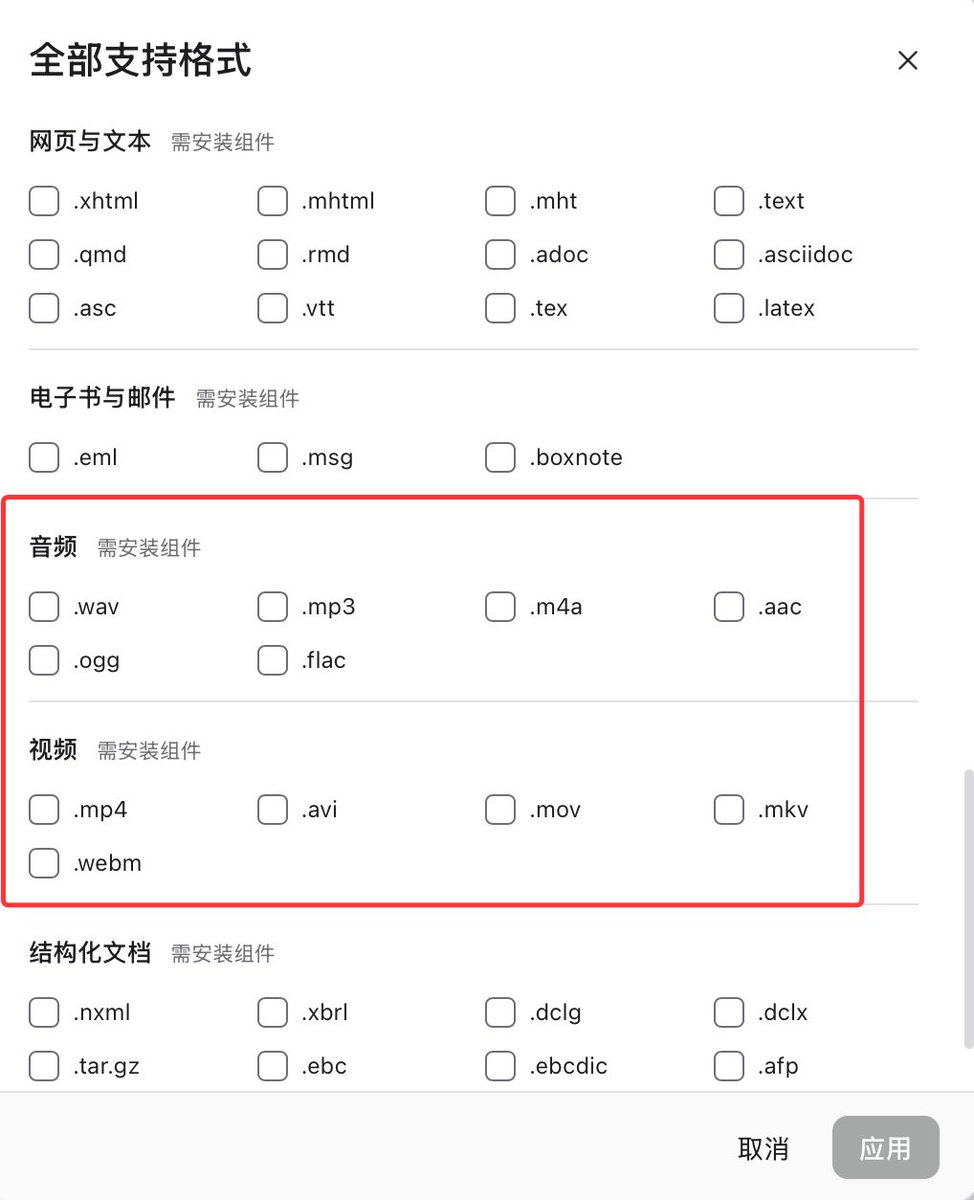 全部支持格式
网页与文本 需安装组件
.xhtml .mhtml .mht .text
.qmd .rmd .adoc .asciidoc
.asc .vtt .tex .latex
电子书与邮件 需安装组件
.eml .msg .boxnote
音频 需安装组件
.wav .mp3 .m4a .aac
.ogg .flac
视频 需安装组件
.mp4 .avi .mov .mkv
.webm
结构化文档 需安装组件
.nxml .xbrl .dclg .dclx
.tar.gz .ebc .ebcdic .afp
取消 应用